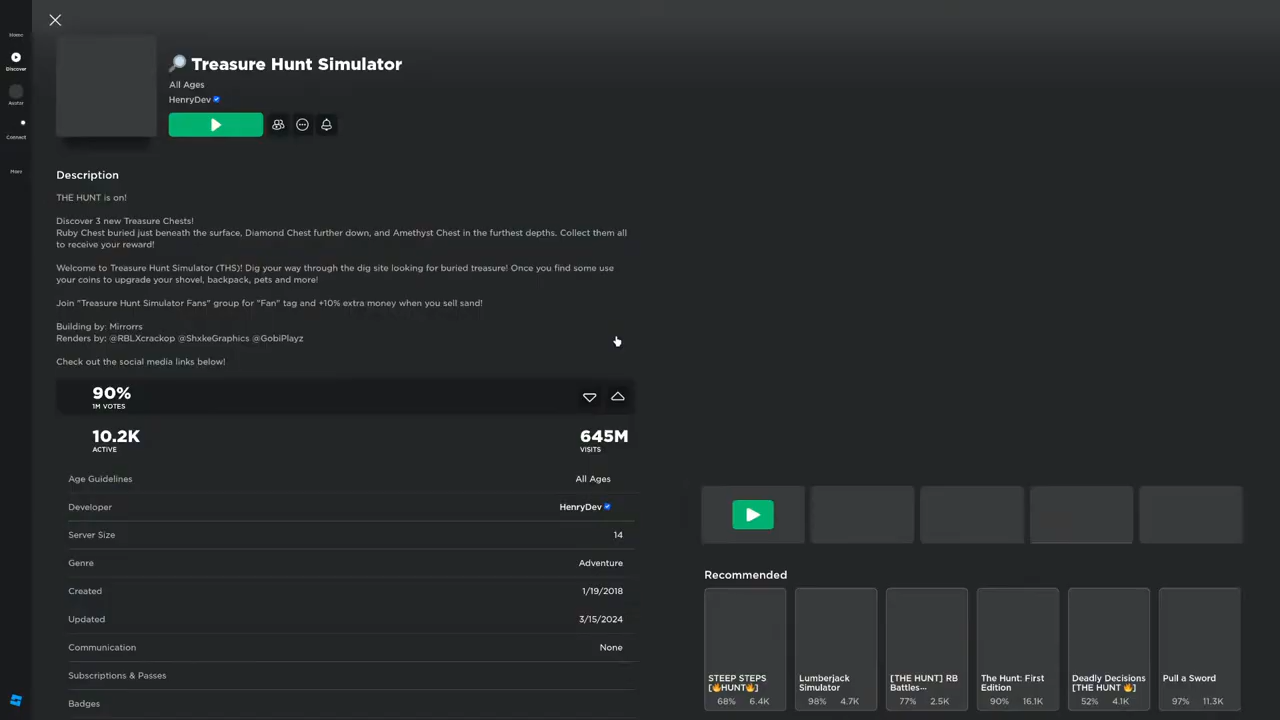 Treasure Hunt Simulator
All Ages
HenryDev
Home
Discover
Avatar
Connect
More
Description
THE HUNT is on!
Discover 3 new Treasure Chests!
Ruby Chest buried just beneath the surface, Diamond Chest further down, and Amethyst Chest in the furthest depths. Collect them all
to receive your reward!
Welcome to Treasure Hunt Simulator (THS)! Dig your way through the dig site looking for buried treasure! Once you find some use
your coins to upgrade your shovel, backpack, pets and more!
Join "Treasure Hunt Simulator Fans" group for "Fan" tag and +10% extra money when you sell sand!
Building by: Mirrorrs
Renders by: @RBLXcrackop @ShxkeGraphics @GobiPlayz
Check out the social media links below!
90%
1M VOTES
10.2K
ACTIVE
645M
VISITS
Age Guidelines All Ages
Developer HenryDev
Server Size 14
Genre Adventure
Created 1/19/2018
Updated 3/15/2024
Communication None
Subscriptions & Passes
Badges
Recommended
STEEP STEPS
[🔥HUNT🔥]
68% 6.4K
Lumberjack
Simulator
98% 4.7K
[THE HUNT] RB
Battles...
77% 2.5K
The Hunt: First
Edition
90% 16.1K
Deadly Decisions
[THE HUNT 🔥]
52% 4.1K
Pull a Sword
97% 11.3K